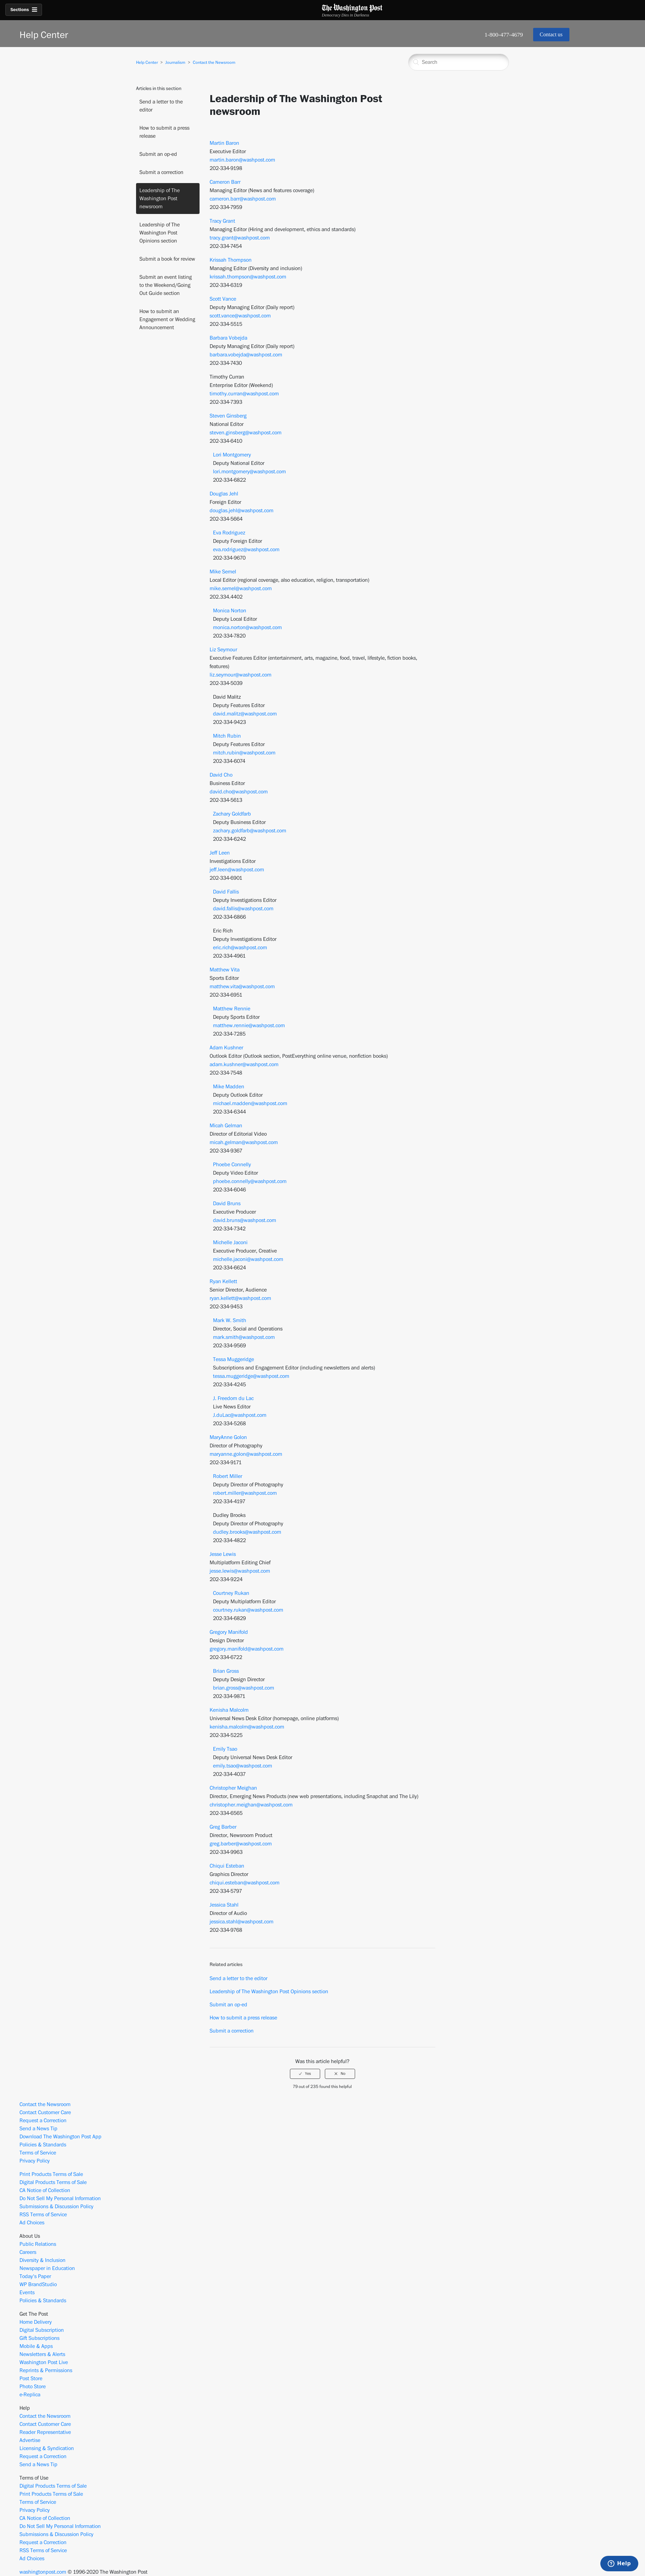 Sections
The Washington Post
Democracy Dies in Darkness
Help Center
1-800-477-4679
Contact us
Help Center > Journalism > Contact the Newsroom
Search
Articles in this section
Send a letter to the
editor
How to submit a press
release
Submit an op-ed
Submit a correction
Leadership of The
Washington Post
newsroom
Leadership of The
Washington Post
Opinions section
Submit a book for review
Submit an event listing
to the Weekend/Going
Out Guide section
How to submit an
Engagement or Wedding
Announcement
Leadership of The Washington Post
newsroom
Martin Baron
Executive Editor
martin.baron@washpost.com
202-334-9198
Cameron Barr
Managing Editor (News and features coverage)
cameron.barr@washpost.com
202-334-7959
Tracy Grant
Managing Editor (Hiring and development, ethics and standards)
tracy.grant@washpost.com
202-334-7454
Krissah Thompson
Managing Editor (Diversity and inclusion)
krissah.thompson@washpost.com
202-334-6319
Scott Vance
Deputy Managing Editor (Daily report)
scott.vance@washpost.com
202-334-5515
Barbara Vobejda
Deputy Managing Editor (Daily report)
barbara.vobejda@washpost.com
202-334-7430
Timothy Curran
Enterprise Editor (Weekend)
timothy.curran@washpost.com
202-334-7393
Steven Ginsberg
National Editor
steven.ginsberg@washpost.com
202-334-6410
Lori Montgomery
Deputy National Editor
lori.montgomery@washpost.com
202-334-6822
Douglas Jehl
Foreign Editor
douglas.jehl@washpost.com
202-334-5664
Eva Rodriguez
Deputy Foreign Editor
eva.rodriguez@washpost.com
202-334-9670
Mike Semel
Local Editor (regional coverage, also education, religion, transportation)
mike.semel@washpost.com
202.334.4402
Monica Norton
Deputy Local Editor
monica.norton@washpost.com
202-334-7820
Liz Seymour
Executive Features Editor (entertainment, arts, magazine, food, travel, lifestyle, fiction books,
features)
liz.seymour@washpost.com
202-334-5039
David Malitz
Deputy Features Editor
david.malitz@washpost.com
202-334-9423
Mitch Rubin
Deputy Features Editor
mitch.rubin@washpost.com
202-334-6074
David Cho
Business Editor
david.cho@washpost.com
202-334-5613
Zachary Goldfarb
Deputy Business Editor
zachary.goldfarb@washpost.com
202-334-6242
Jeff Leen
Investigations Editor
jeff.leen@washpost.com
202-334-6901
David Fallis
Deputy Investigations Editor
david.fallis@washpost.com
202-334-6866
Eric Rich
Deputy Investigations Editor
eric.rich@washpost.com
202-334-4961
Matthew Vita
Sports Editor
matthew.vita@washpost.com
202-334-6951
Matthew Rennie
Deputy Sports Editor
matthew.rennie@washpost.com
202-334-7285
Adam Kushner
Outlook Editor (Outlook section, PostEverything online venue, nonfiction books)
adam.kushner@washpost.com
202-334-7548
Mike Madden
Deputy Outlook Editor
michael.madden@washpost.com
202-334-6344
Micah Gelman
Director of Editorial Video
micah.gelman@washpost.com
202-334-9367
Phoebe Connelly
Deputy Video Editor
phoebe.connelly@washpost.com
202-334-6046
David Bruns
Executive Producer
david.bruns@washpost.com
202-334-7342
Michelle Jaconi
Executive Producer, Creative
michelle.jaconi@washpost.com
202-334-6624
Ryan Kellett
Senior Director, Audience
ryan.kellett@washpost.com
202-334-9453
Mark W. Smith
Director, Social and Operations
mark.smith@washpost.com
202-334-9569
Tessa Muggeridge
Subscriptions and Engagement Editor (including newsletters and alerts)
tessa.muggeridge@washpost.com
202-334-4245
J. Freedom du Lac
Live News Editor
J.duLac@washpost.com
202-334-5268
MaryAnne Golon
Director of Photography
maryanne.golon@washpost.com
202-334-9171
Robert Miller
Deputy Director of Photography
robert.miller@washpost.com
202-334-4197
Dudley Brooks
Deputy Director of Photography
dudley.brooks@washpost.com
202-334-4822
Jesse Lewis
Multiplatform Editing Chief
jesse.lewis@washpost.com
202-334-9224
Courtney Rukan
Deputy Multiplatform Editor
courtney.rukan@washpost.com
202-334-6829
Gregory Manifold
Design Director
gregory.manifold@washpost.com
202-334-6722
Brian Gross
Deputy Design Director
brian.gross@washpost.com
202-334-9871
Kenisha Malcolm
Universal News Desk Editor (homepage, online platforms)
kenisha.malcolm@washpost.com
202-334-5225
Emily Tsao
Deputy Universal News Desk Editor
emily.tsao@washpost.com
202-334-4037
Christopher Meighan
Director, Emerging News Products (new web presentations, including Snapchat and The Lily)
christopher.meighan@washpost.com
202-334-6565
Greg Barber
Director, Newsroom Product
greg.barber@washpost.com
202-334-9963
Chiqui Esteban
Graphics Director
chiqui.esteban@washpost.com
202-334-5797
Jessica Stahl
Director of Audio
jessica.stahl@washpost.com
202-334-9768
Related articles
Send a letter to the editor
Leadership of The Washington Post Opinions section
Submit an op-ed
How to submit a press release
Submit a correction
Was this article helpful?
Yes
No
79 out of 235 found this helpful
Contact the Newsroom
Contact Customer Care
Request a Correction
Send a News Tip
Download The Washington Post App
Policies & Standards
Terms of Service
Privacy Policy
Print Products Terms of Sale
Digital Products Terms of Sale
CA Notice of Collection
Do Not Sell My Personal Information
Submissions & Discussion Policy
RSS Terms of Service
Ad Choices
About Us
Public Relations
Careers
Diversity & Inclusion
Newspaper in Education
Today's Paper
WP BrandStudio
Events
Policies & Standards
Get The Post
Home Delivery
Digital Subscription
Gift Subscriptions
Mobile & Apps
Newsletters & Alerts
Washington Post Live
Reprints & Permissions
Post Store
Photo Store
e-Replica
Help
Contact the Newsroom
Contact Customer Care
Reader Representative
Advertise
Licensing & Syndication
Request a Correction
Send a News Tip
Terms of Use
Digital Products Terms of Sale
Print Products Terms of Sale
Terms of Service
Privacy Policy
CA Notice of Collection
Do Not Sell My Personal Information
Submissions & Discussion Policy
Request a Correction
RSS Terms of Service
Ad Choices
washingtonpost.com © 1996-2020 The Washington Post
Help